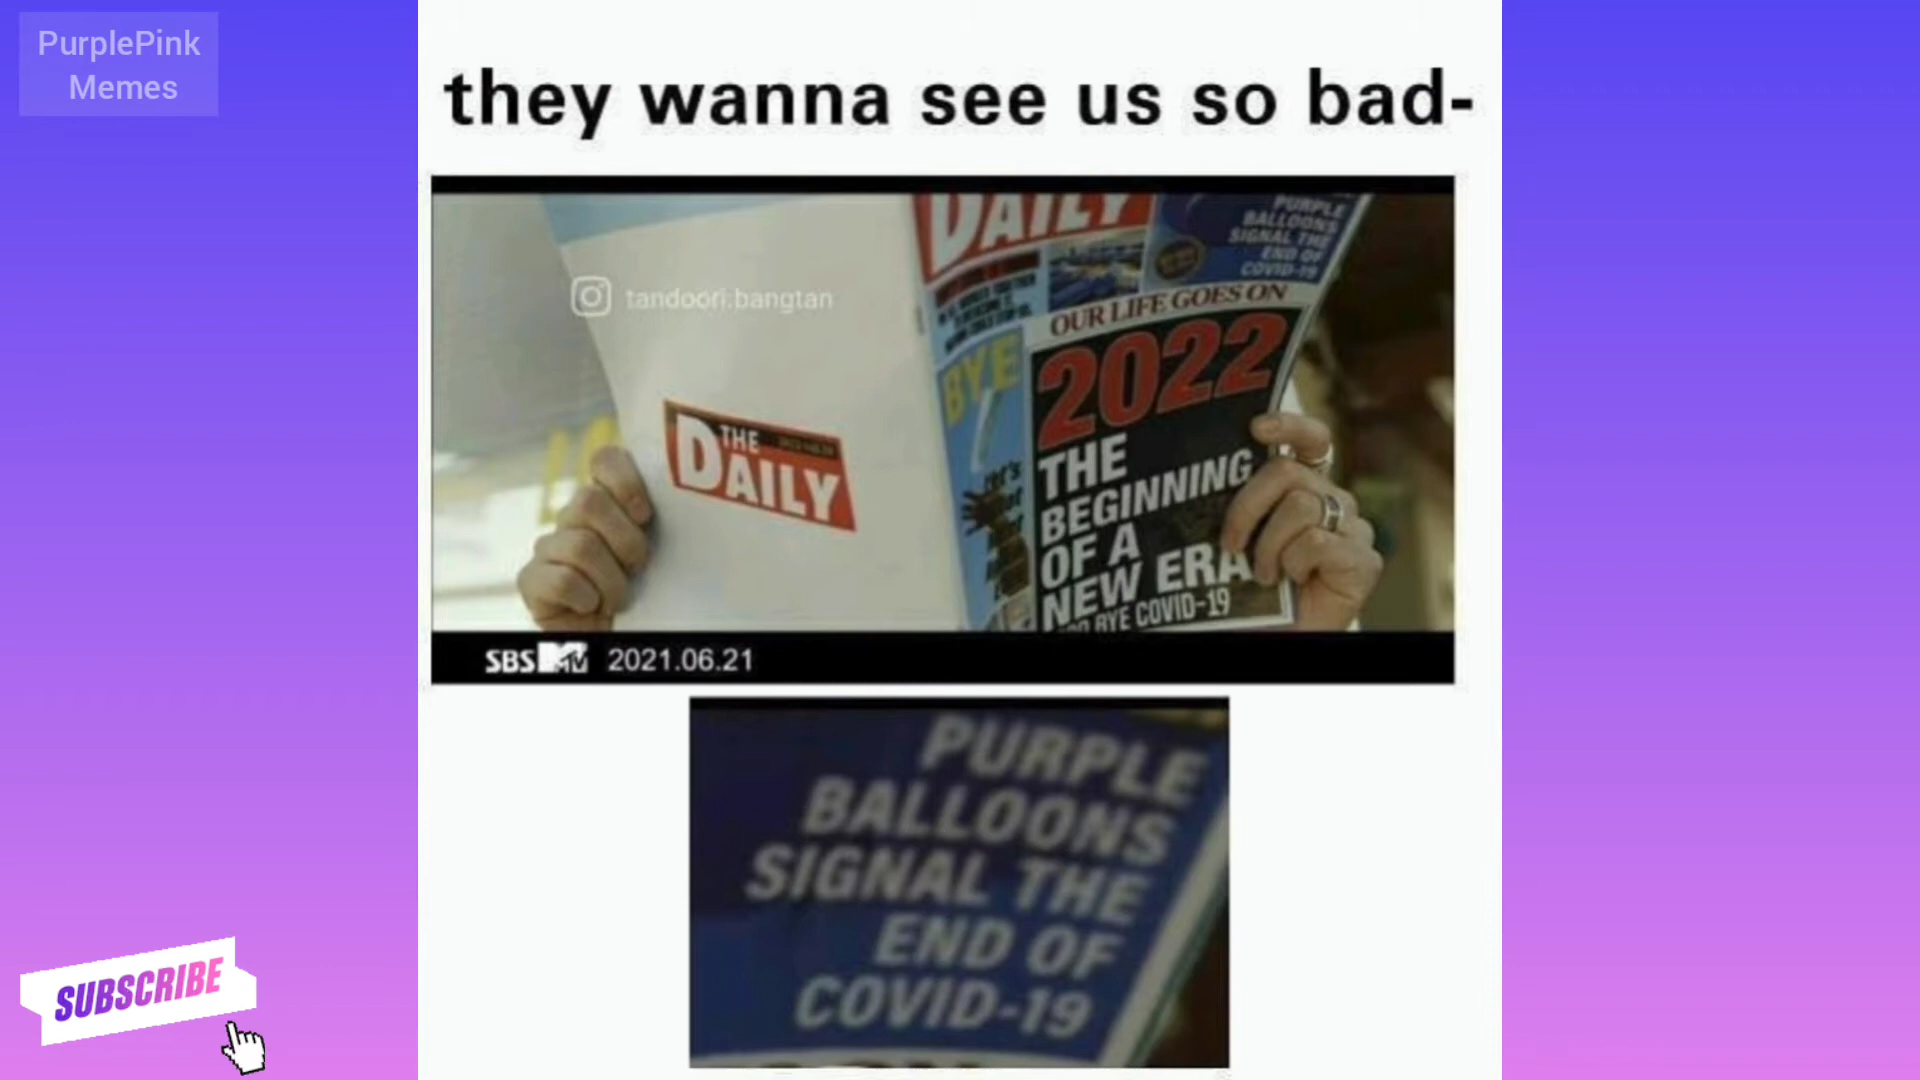 PurplePink
Memes
they wanna see us so bad-
tandoori.bangtan
DAILY
PURPLE
BALLOONS
SIGNAL THE
END OF
COVID-19
OUR LIFE GOES ON
BYE
2022
THE
BEGINNING
OF A
NEW ERA
BYE COVID-19
THE
DAILY
SBS MTV 2021.06.21
PURPLE
BALLOONS
SIGNAL THE
END OF
COVID-19
SUBSCRIBE